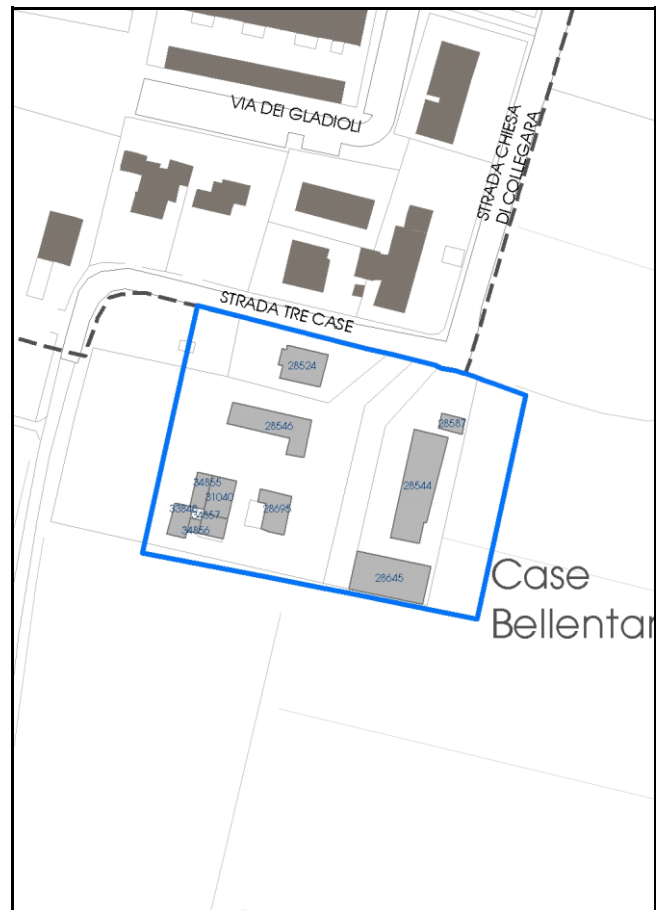 VIA DEI GLADIOLI
STRADA CHIESA
DI COLLEGARA
STRADA TRE CASE
28524
28546
28587
28544
34855
31040
33848
34857
34856
28695
28645
Case
Bellentar